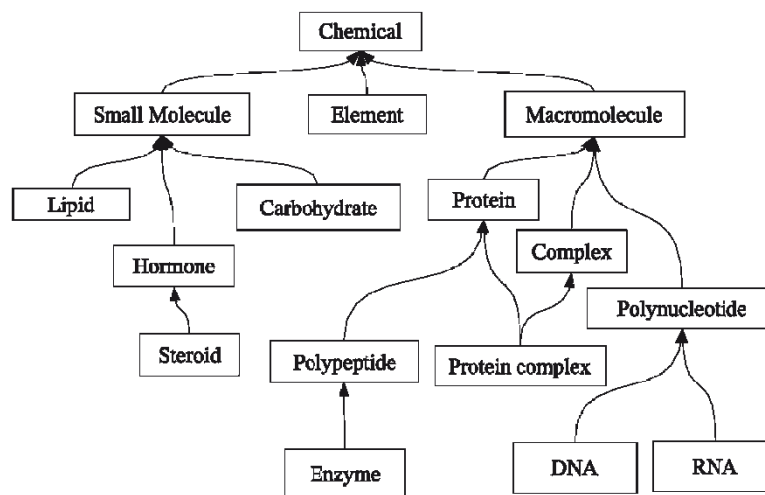 Chemical
Small Molecule
Element
Macromolecule
Lipid
Carbohydrate
Protein
Hormone
Complex
Polynucleotide
Steroid
Polypeptide
Protein complex
Enzyme
DNA
RNA